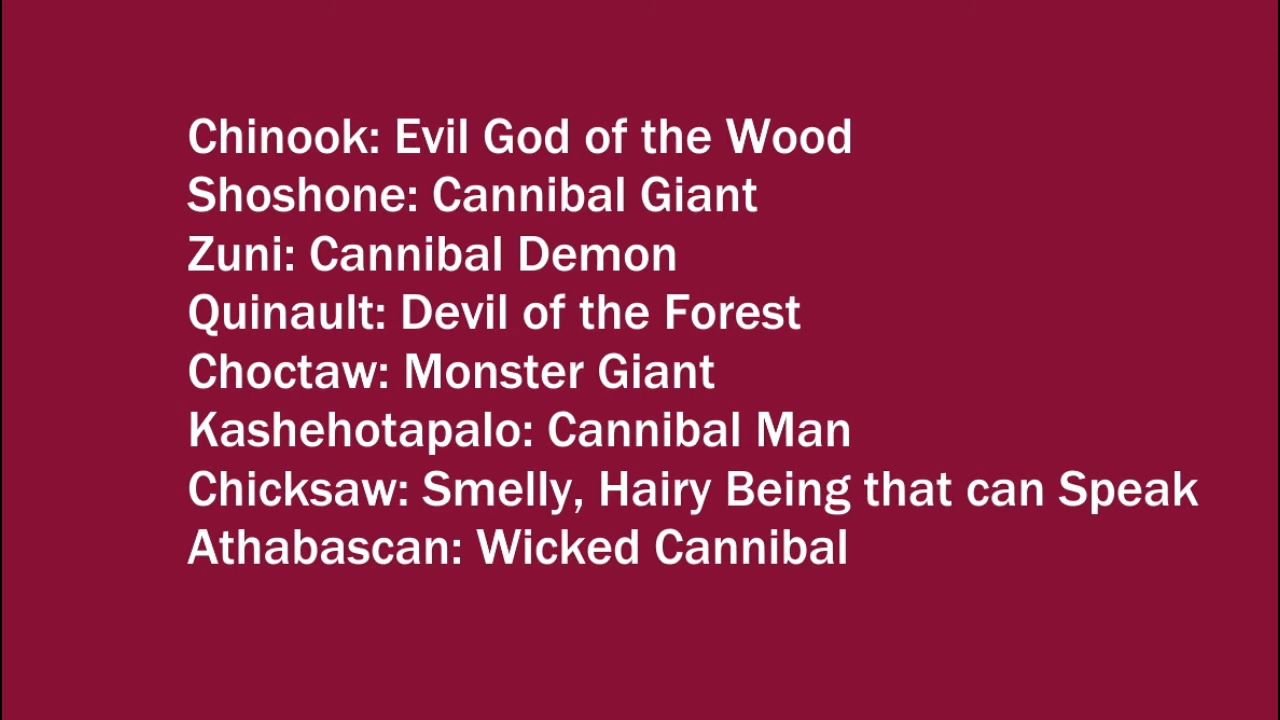 Chinook: Evil God of the Wood
Shoshone: Cannibal Giant
Zuni: Cannibal Demon
Quinault: Devil of the Forest
Choctaw: Monster Giant
Kashehotapalo: Cannibal Man
Chicksaw: Smelly, Hairy Being that can Speak
Athabascan: Wicked Cannibal